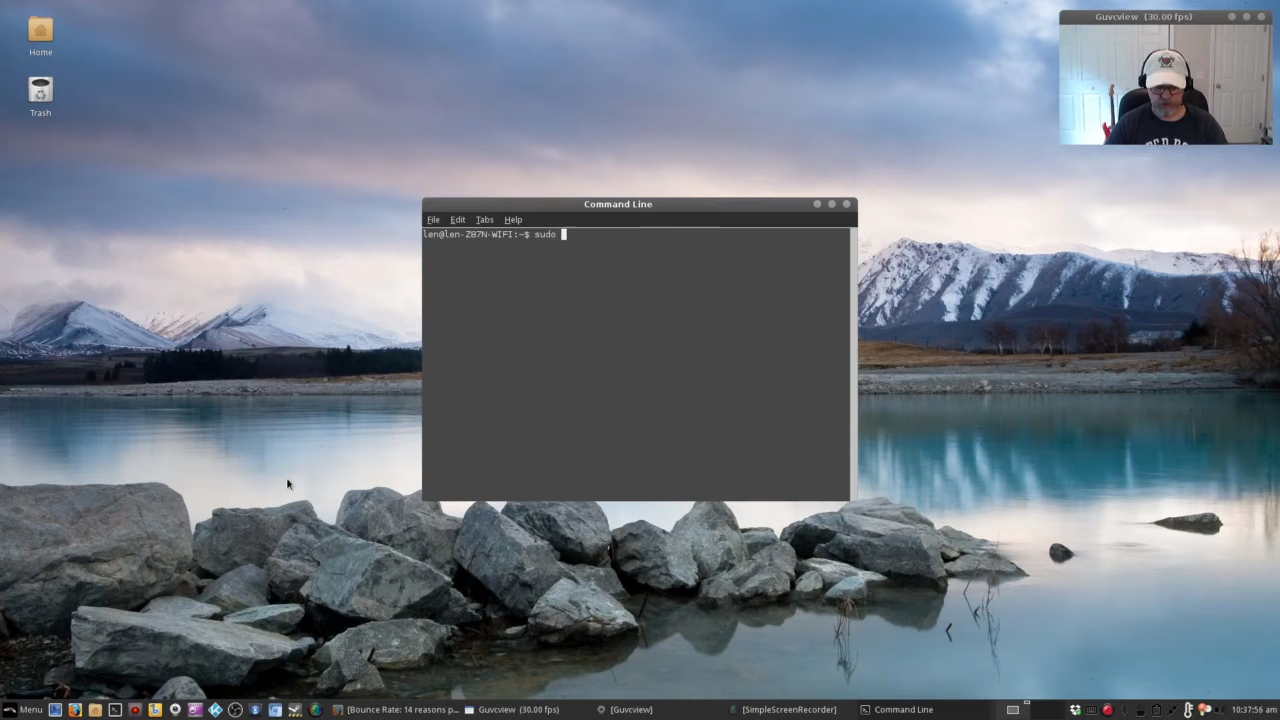 Home
Trash
Guvcview (30.00 fps)
Command Line
File Edit Tabs Help
len@len-Z87N-WIFI:~$ sudo
Menu [Bounce Rate: 14 reasons p... Guvcview (30.00 fps) [Guvcview] [SimpleScreenRecorder] Command Line 10:37:56 am